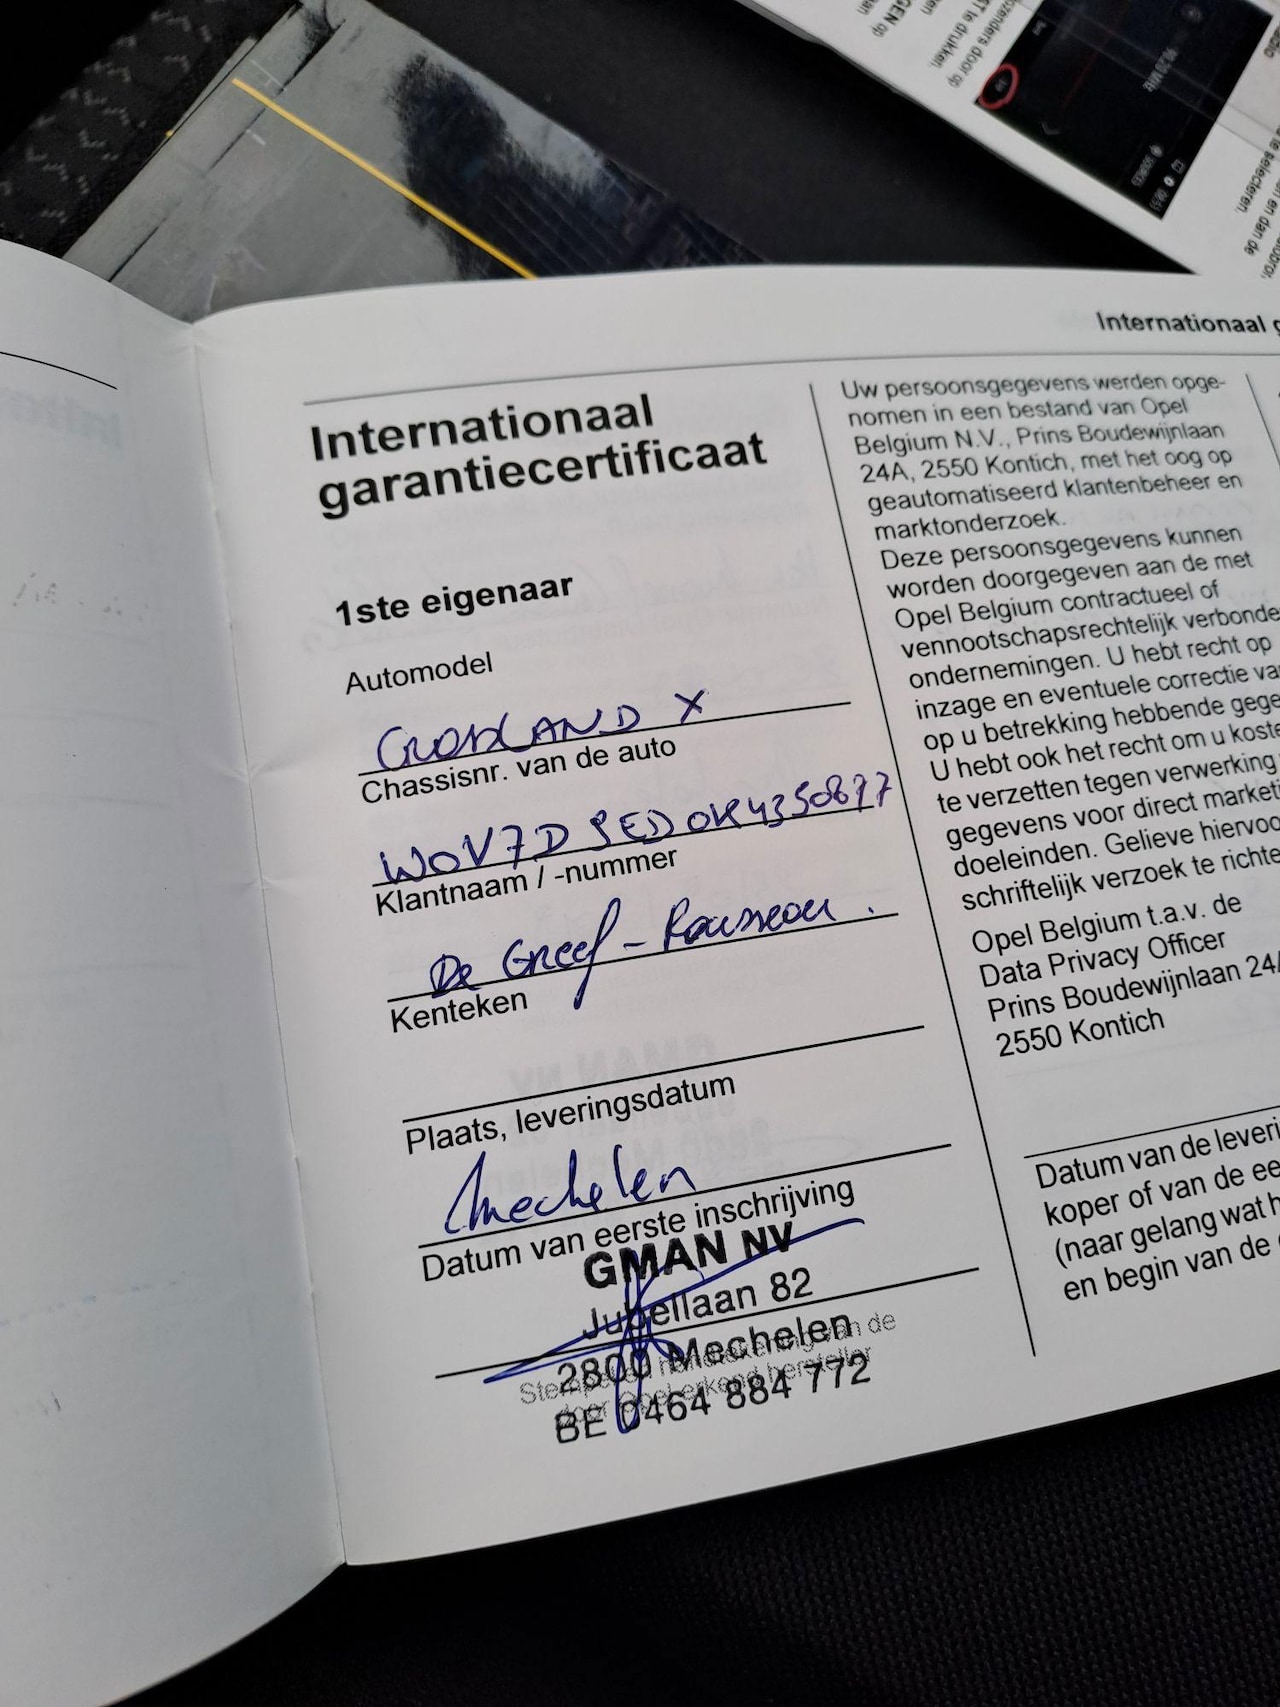 Internationaal
Internationaal
garantiecertificaat
1ste eigenaar
Automodel
CROSSLAND X
Chassisnr. van de auto
Klantnaam / -nummer
De Greef - Rousseau.
Kenteken
Plaats, leveringsdatum
Mechelen
Datum van eerste inschrijving
GMAN NV
Jubellaan 82
2800 Mechelen
BE 0464 884 772
Uw persoonsgegevens werden opge-
nomen in een bestand van Opel
Belgium N.V., Prins Boudewijnlaan
24A, 2550 Kontich, met het oog op
geautomatiseerd klantenbeheer en
marktonderzoek.
Deze persoonsgegevens kunnen
worden doorgegeven aan de met
Opel Belgium contractueel of
vennootschapsrechtelijk verbonde
ondernemingen. U hebt recht op
inzage en eventuele correctie va
op u betrekking hebbende gege
U hebt ook het recht om u koste
te verzetten tegen verwerking
gegevens voor direct marketi
doeleinden. Gelieve hiervoo
schriftelijk verzoek te richte
Opel Belgium t.a.v. de
Data Privacy Officer
Prins Boudewijnlaan 24
2550 Kontich
Datum van de leveri
koper of van de ee
(naar gelang wat h
en begin van de